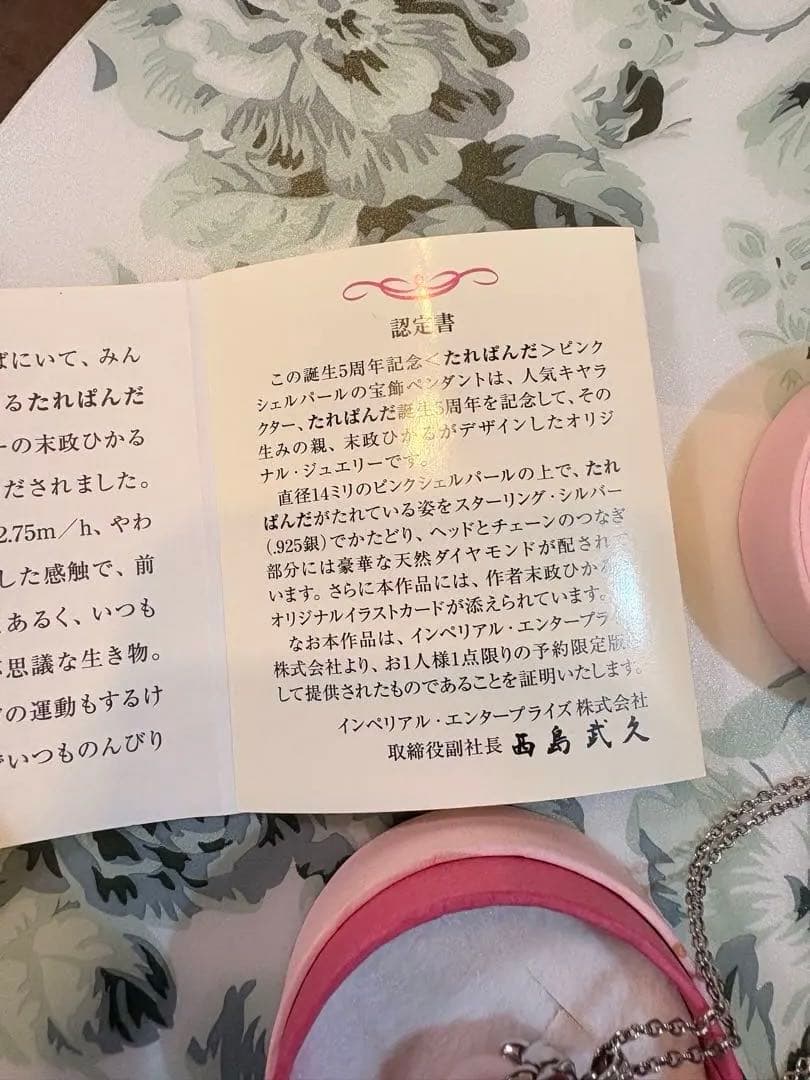 ばにいて、みん
るたれぱんだ
ーの末政ひかる
だされました。
2.75m／h、やわ
した感触で、前
あるく、いつも
思議な生き物。
の運動もするけ
いつものんびり
認定書
この誕生5周年記念＜たれぱんだ＞ピンク
シェルパールの宝飾ペンダントは、人気キャラ
クター、たれぱんだ誕生5周年を記念して、その
生みの親、末政ひかるがデザインしたオリジ
ナル・ジュエリーです。
直径14ミリのピンクシェルパールの上で、たれ
ぱんだがたれている姿をスターリング・シルバー
(.925銀)でかたどり、ヘッドとチェーンのつなぎ
部分には豪華な天然ダイヤモンドが配されて
います。さらに本作品には、作者末政ひかる
オリジナルイラストカードが添えられています。
なお本作品は、インペリアル・エンタープライ
株式会社より、お1人様1点限りの予約限定版
して提供されたものであることを証明いたします。
インペリアル・エンタープライズ株式会社
取締役副社長 西島武久